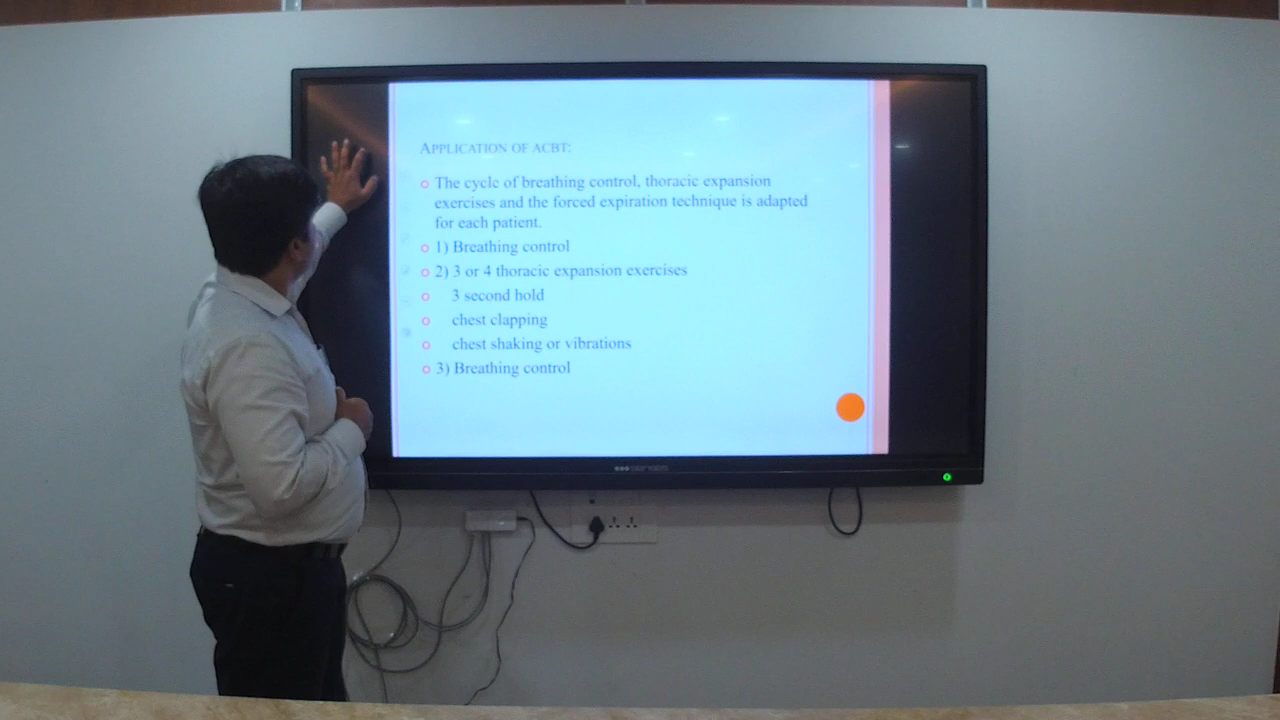 APPLICATION OF ACBT:
The cycle of breathing control, thoracic expansion
exercises and the forced expiration technique is adapted
for each patient.
1) Breathing control
2) 3 or 4 thoracic expansion exercises
3 second hold
chest clapping
chest shaking or vibrations
3) Breathing control